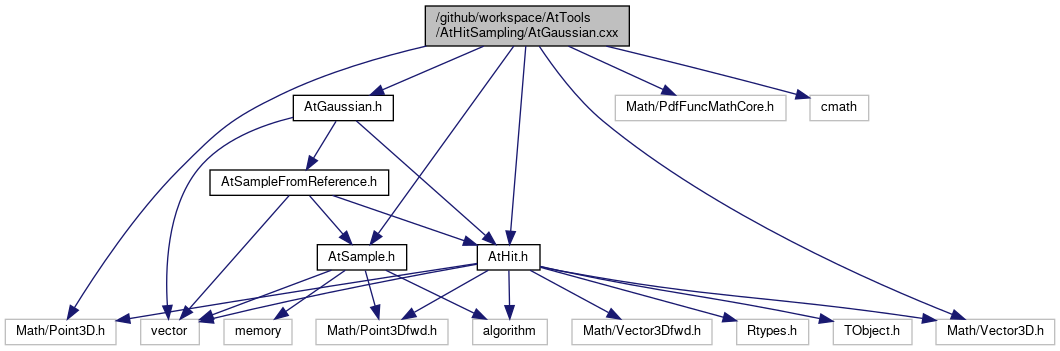 /github/workspace/AtTools
/AtHitSampling/AtGaussian.cxx
AtGaussian.h
Math/PdfFuncMathCore.h
cmath
AtSampleFromReference.h
AtSample.h
AtHit.h
Math/Point3D.h
vector
memory
Math/Point3Dfwd.h
algorithm
Math/Vector3Dfwd.h
Rtypes.h
TObject.h
Math/Vector3D.h